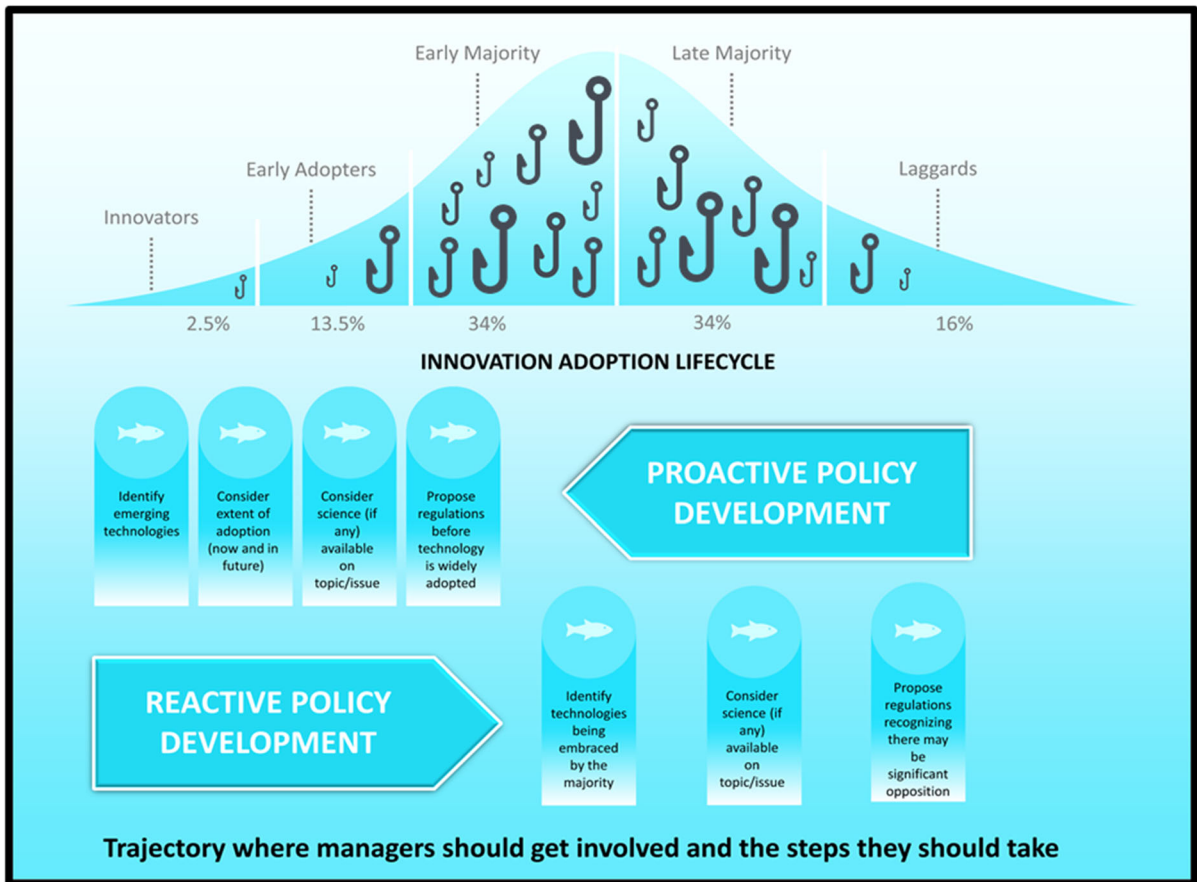 Early Majority
Late Majority
Early Adopters
Laggards
Innovators
2.5%
13.5%
34%
34%
16%
INNOVATION ADOPTION LIFECYCLE
Identify
emerging
technologies
Consider
extent of
adoption
(now and in
future)
Consider
science (if
any)
available
on
topic/issue
Propose
regulations
before
technology
is widely
adopted
PROACTIVE POLICY
DEVELOPMENT
REACTIVE POLICY
DEVELOPMENT
Identify
technologies
being
embraced
by the
majority
Consider
science (if
any)
available
on
topic/issue
Propose
regulations
recognizing
there may
be
significant
opposition
Trajectory where managers should get involved and the steps they should take